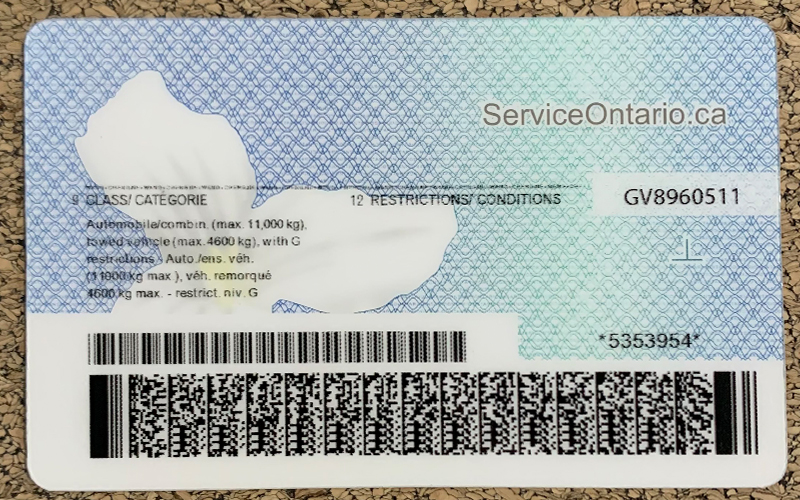 ServiceOntario.ca
9 CLASS/ CATÉGORIE
12 RESTRICTIONS/ CONDITIONS
GV8960511
Automobile/combin. (max. 11,000 kg),
towed vehicle (max. 4600 kg), with G
restrictions - Auto./ens. véh.
(11000 kg max ), véh. remorqué
4600 kg max. - restrict. niv. G
*5353954*